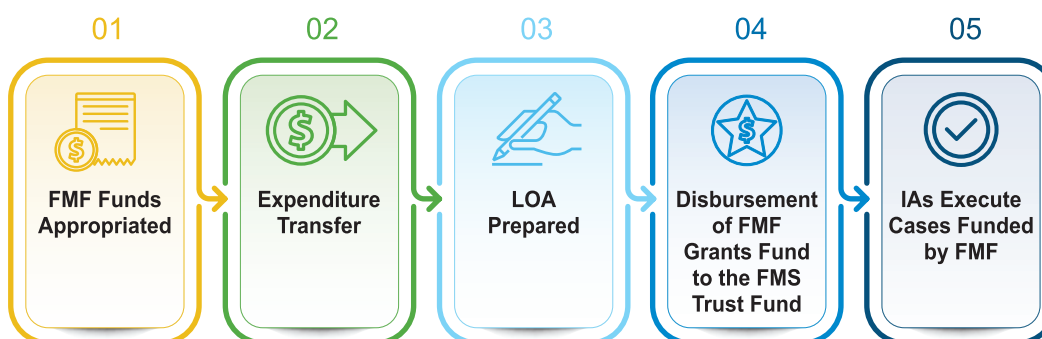 01
FMF Funds
Appropriated
02
Expenditure
Transfer
03
LOA
Prepared
04
Disbursement
of FMF
Grants Fund
to the FMS
Trust Fund
05
IAs Execute
Cases Funded
by FMF